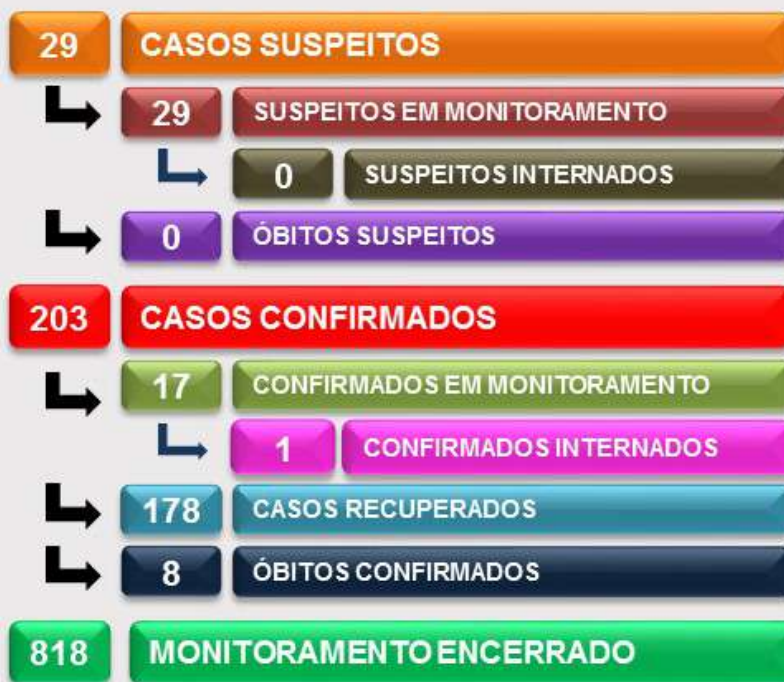 29 CASOS SUSPEITOS
29 SUSPEITOS EM MONITORAMENTO
0 SUSPEITOS INTERNADOS
0 ÓBITOS SUSPEITOS
203 CASOS CONFIRMADOS
17 CONFIRMADOS EM MONITORAMENTO
1 CONFIRMADOS INTERNADOS
178 CASOS RECUPERADOS
8 ÓBITOS CONFIRMADOS
818 MONITORAMENTO ENCERRADO